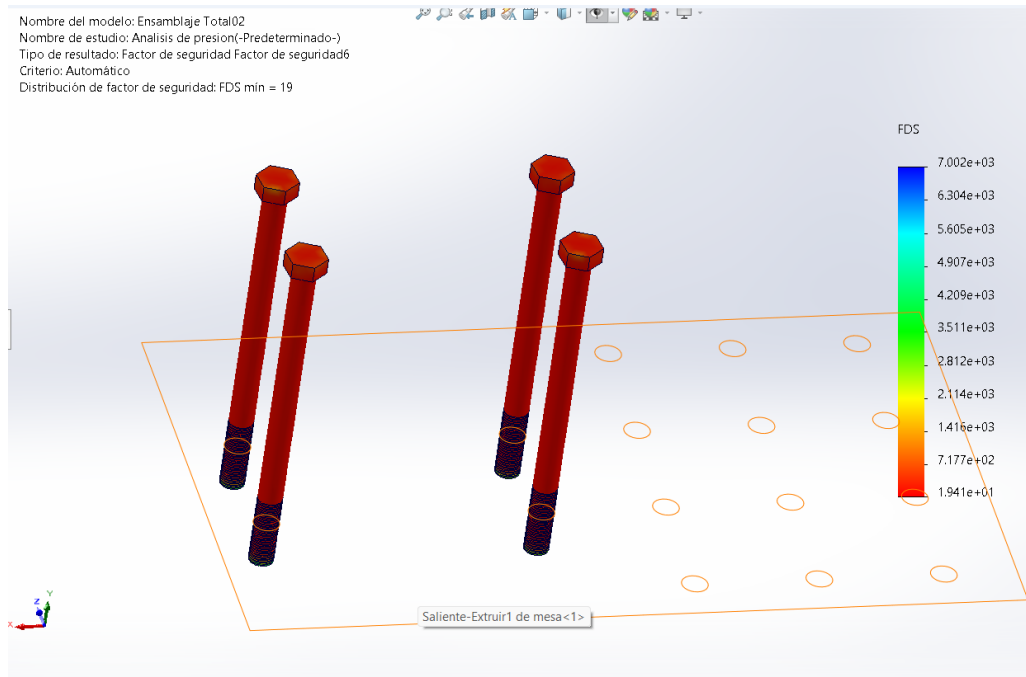 Nombre del modelo: Ensamblaje Total02
Nombre de estudio: Analisis de presion(-Predeterminado-)
Tipo de resultado: Factor de seguridad Factor de seguridad6
Criterio: Automático
Distribución de factor de seguridad: FDS mín = 19
FDS
7.002e+03
6.304e+03
5.605e+03
4.907e+03
4.209e+03
3.511e+03
2.812e+03
2.114e+03
1.416e+03
7.177e+02
1.941e+01
Saliente-Extruir1 de mesa<1>
Y
Z
X